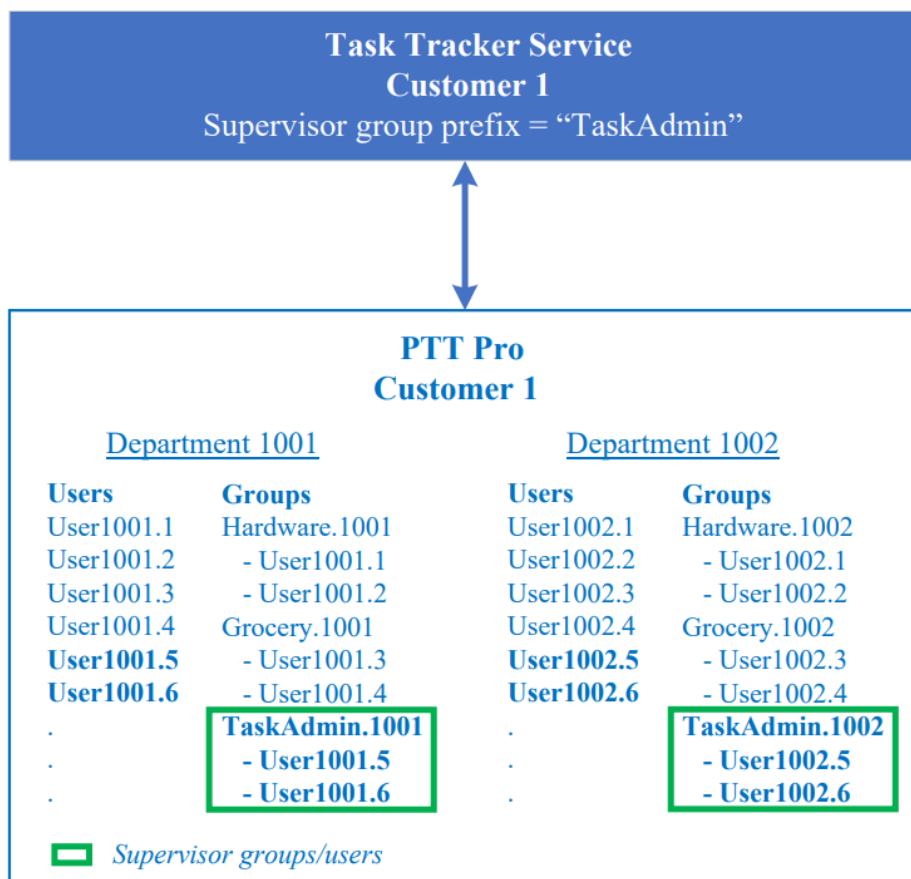 Task Tracker Service
Customer 1
Supervisor group prefix = “TaskAdmin”
PTT Pro
Customer 1
Department 1001
Users Groups
User1001.1 Hardware.1001
User1001.2 - User1001.1
User1001.3 - User1001.2
User1001.4 Grocery.1001
User1001.5 - User1001.3
User1001.6 - User1001.4
. TaskAdmin.1001
. - User1001.5
. - User1001.6
Department 1002
Users Groups
User1002.1 Hardware.1002
User1002.2 - User1002.1
User1002.3 - User1002.2
User1002.4 Grocery.1002
User1002.5 - User1002.3
User1002.6 - User1002.4
. TaskAdmin.1002
. - User1002.5
. - User1002.6
Supervisor groups/users